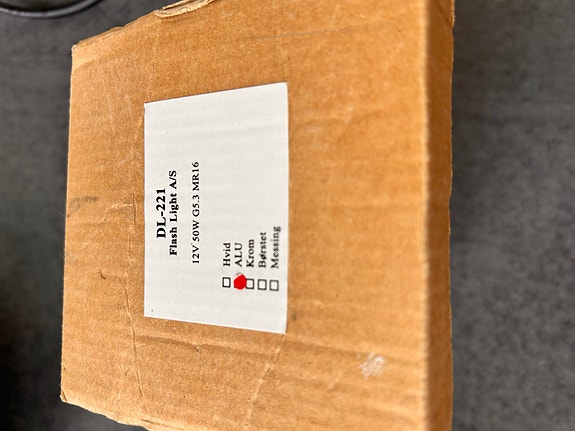 DL-221
Flash Light A/S
12V 50W G5.3 MR16
Hvid
ALU
Krom
Børstet
Messing